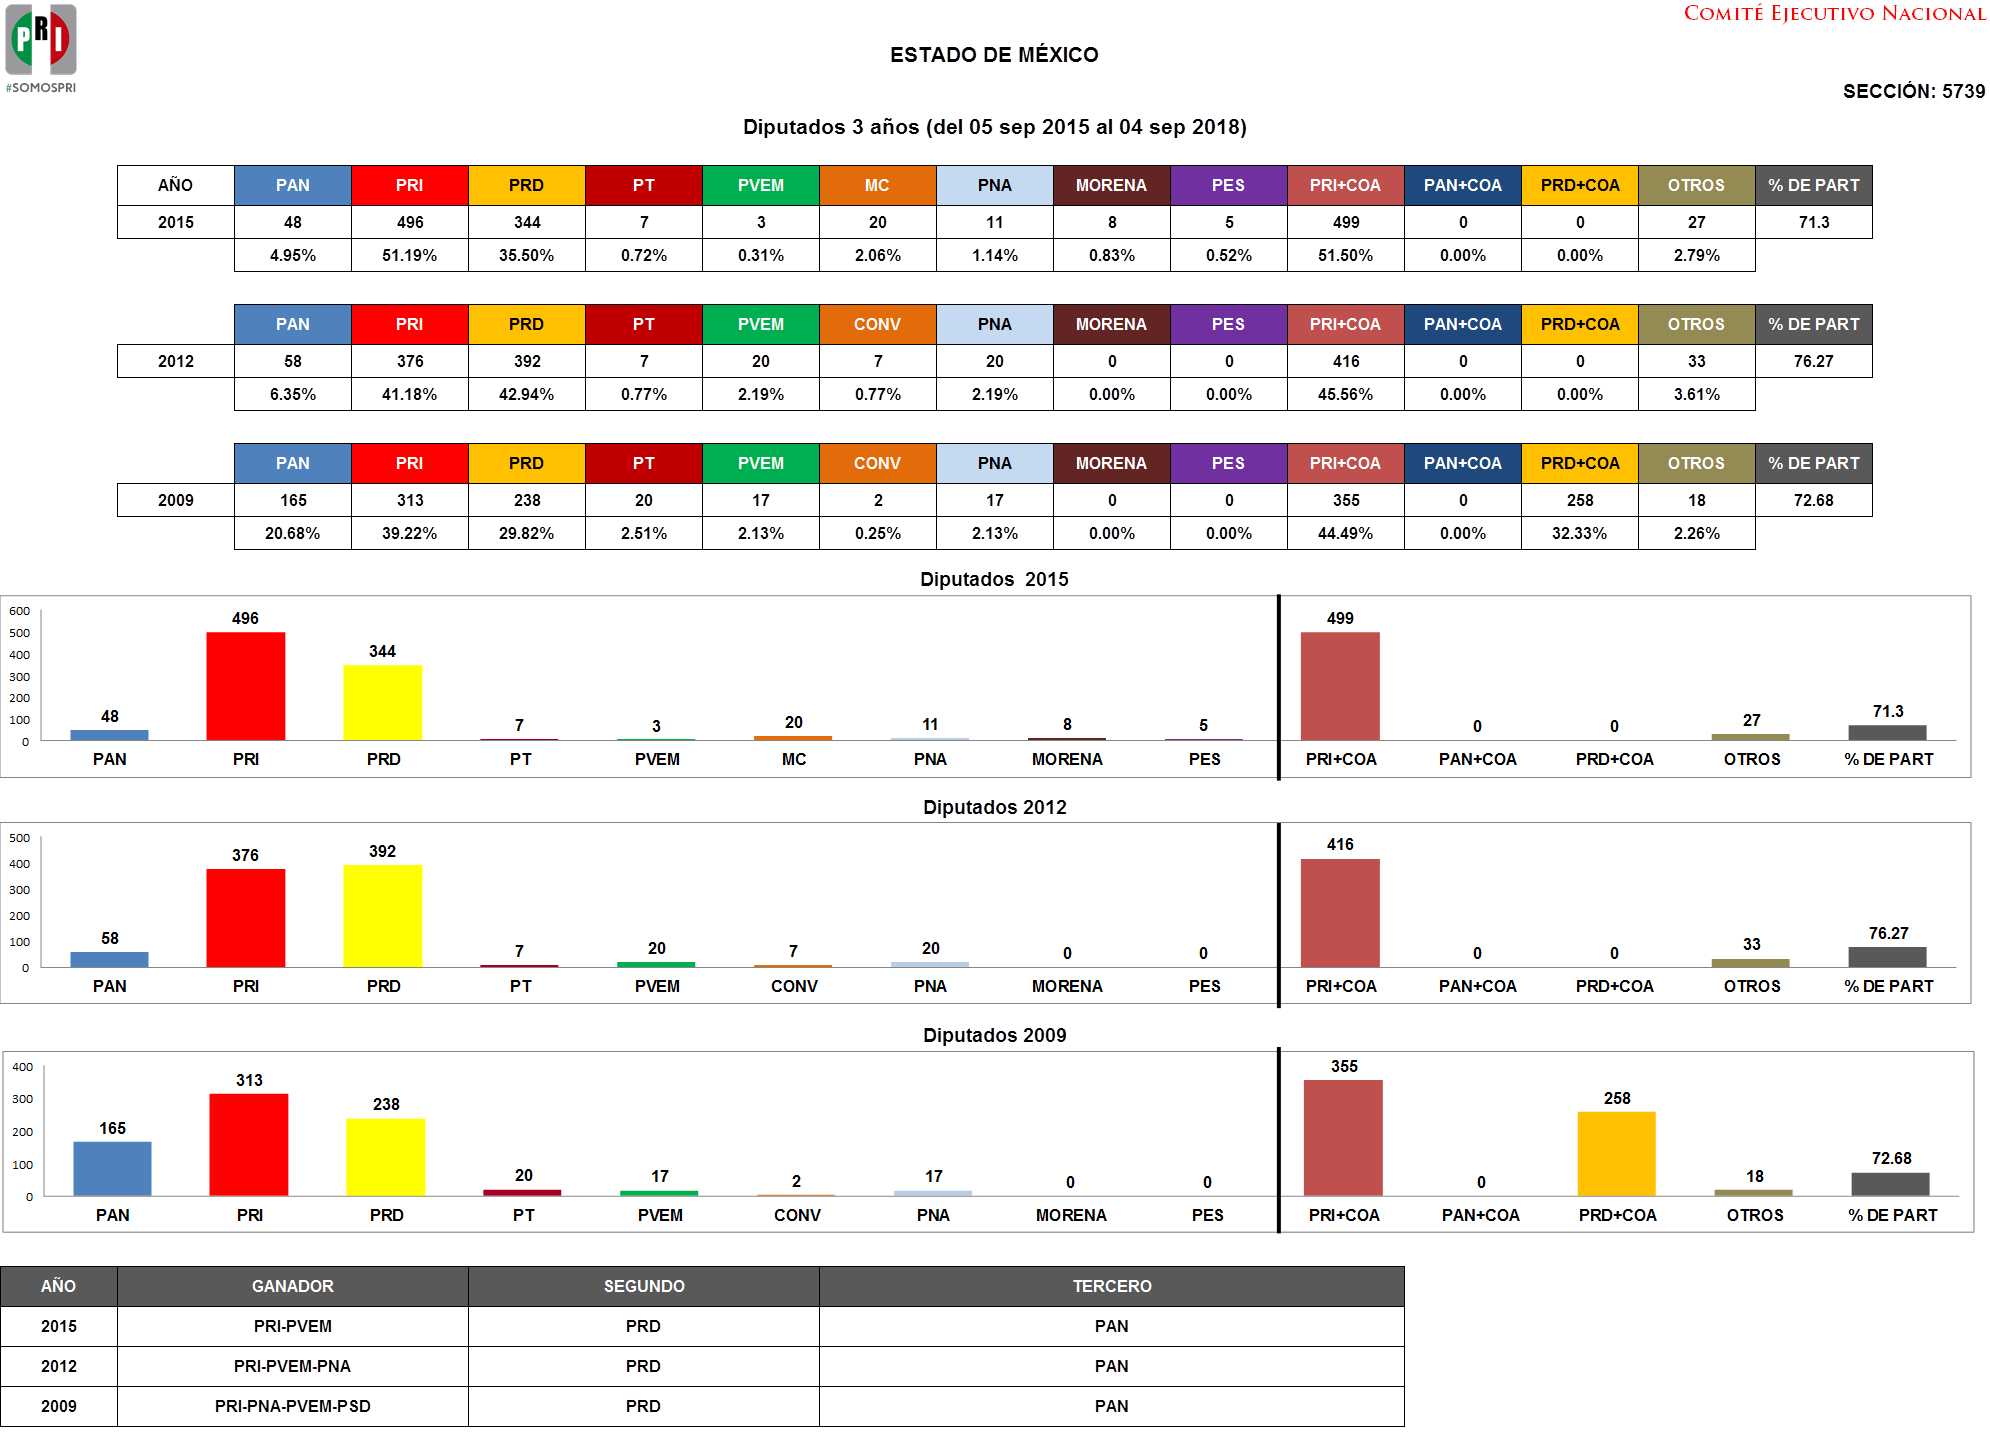 PRI
#SOMOSPRI
COMITÉ EJECUTIVO NACIONAL
ESTADO DE MÉXICO
SECCIÓN: 5739
Diputados 3 años (del 05 sep 2015 al 04 sep 2018)
AÑO PAN PRI PRD PT PVEM MC PNA MORENA PES PRI+COA PAN+COA PRD+COA OTROS % DE PART
2015 48 496 344 7 3 20 11 8 5 499 0 0 27 71.3
4.95% 51.19% 35.50% 0.72% 0.31% 2.06% 1.14% 0.83% 0.52% 51.50% 0.00% 0.00% 2.79%
PAN PRI PRD PT PVEM CONV PNA MORENA PES PRI+COA PAN+COA PRD+COA OTROS % DE PART
2012 58 376 392 7 20 7 20 0 0 416 0 0 33 76.27
6.35% 41.18% 42.94% 0.77% 2.19% 0.77% 2.19% 0.00% 0.00% 45.56% 0.00% 0.00% 3.61%
PAN PRI PRD PT PVEM CONV PNA MORENA PES PRI+COA PAN+COA PRD+COA OTROS % DE PART
2009 165 313 238 20 17 2 17 0 0 355 0 258 18 72.68
20.68% 39.22% 29.82% 2.51% 2.13% 0.25% 2.13% 0.00% 0.00% 44.49% 0.00% 32.33% 2.26%
Diputados 2015
600
500
400
300
200
100
0
48 496 344 7 3 20 11 8 5 499 0 0 27 71.3
PAN PRI PRD PT PVEM MC PNA MORENA PES PRI+COA PAN+COA PRD+COA OTROS % DE PART
Diputados 2012
500
400
300
200
100
0
58 376 392 7 20 7 20 0 0 416 0 0 33 76.27
PAN PRI PRD PT PVEM CONV PNA MORENA PES PRI+COA PAN+COA PRD+COA OTROS % DE PART
Diputados 2009
400
300
200
100
0
165 313 238 20 17 2 17 0 0 355 0 258 18 72.68
PAN PRI PRD PT PVEM CONV PNA MORENA PES PRI+COA PAN+COA PRD+COA OTROS % DE PART
AÑO GANADOR SEGUNDO TERCERO
2015 PRI-PVEM PRD PAN
2012 PRI-PVEM-PNA PRD PAN
2009 PRI-PNA-PVEM-PSD PRD PAN